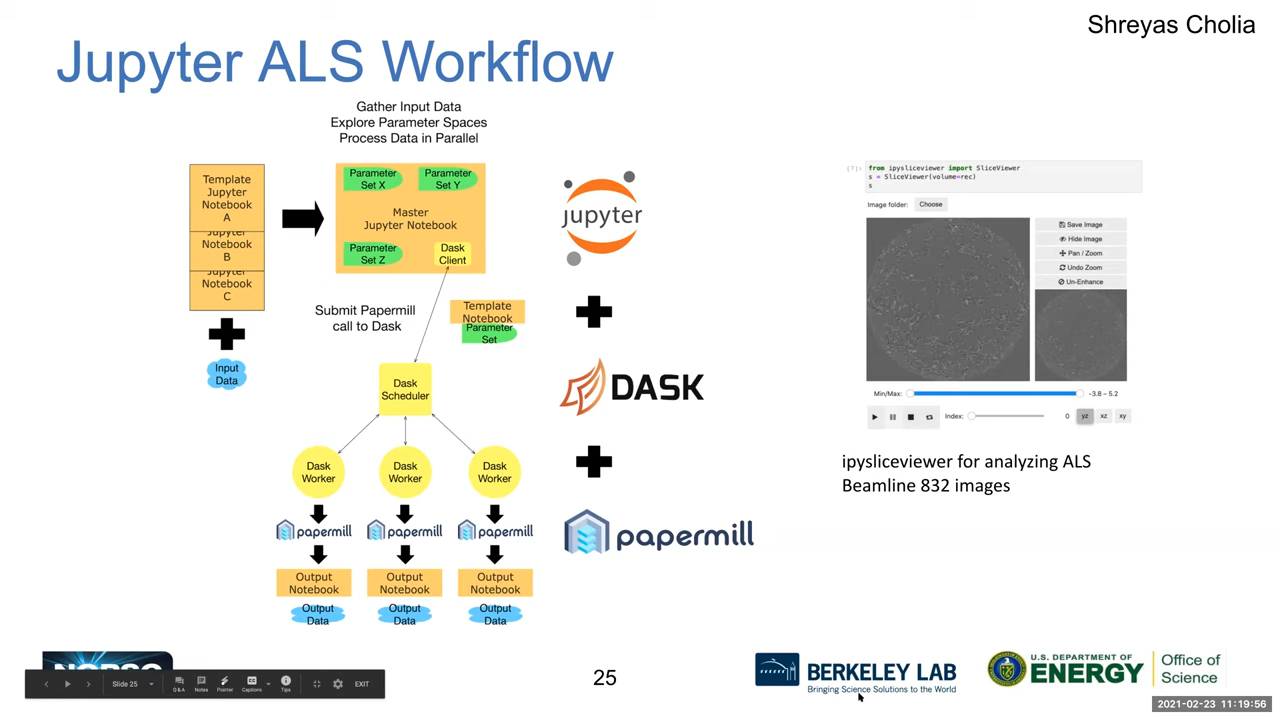 Shreyas Cholia
Jupyter ALS Workflow
Gather Input Data
Explore Parameter Spaces
Process Data in Parallel
Template
Jupyter
Notebook
A
Jupyter
Notebook
B
Jupyter
Notebook
C
Input
Data
Parameter
Set X
Parameter
Set Y
Master
Jupyter Notebook
Parameter
Set Z
Dask
Client
Submit Papermill
call to Dask
Template
Notebook
Parameter
Set
Dask
Scheduler
Dask
Worker
Dask
Worker
Dask
Worker
papermill
papermill
papermill
Output
Notebook
Output
Notebook
Output
Notebook
Output
Data
Output
Data
Output
Data
jupyter
DASK
papermill
[7]: from ipysliceviewer import SliceViewer
s = SliceViewer(volume=rec)
s
Image folder: Choose
Save Image
Hide Image
Pan / Zoom
Undo Zoom
Un-Enhance
Min/Max: -3.8 – 5.2
Index: 0 yz xz xy
ipysliceviewer for analyzing ALS
Beamline 832 images
Slide 25
Q&A
Notes
Pointer
Captions
Tips
EXIT
25
BERKELEY LAB
Bringing Science Solutions to the World
U.S. DEPARTMENT OF
ENERGY
Office of
Science
2021-02-23 11:19:56